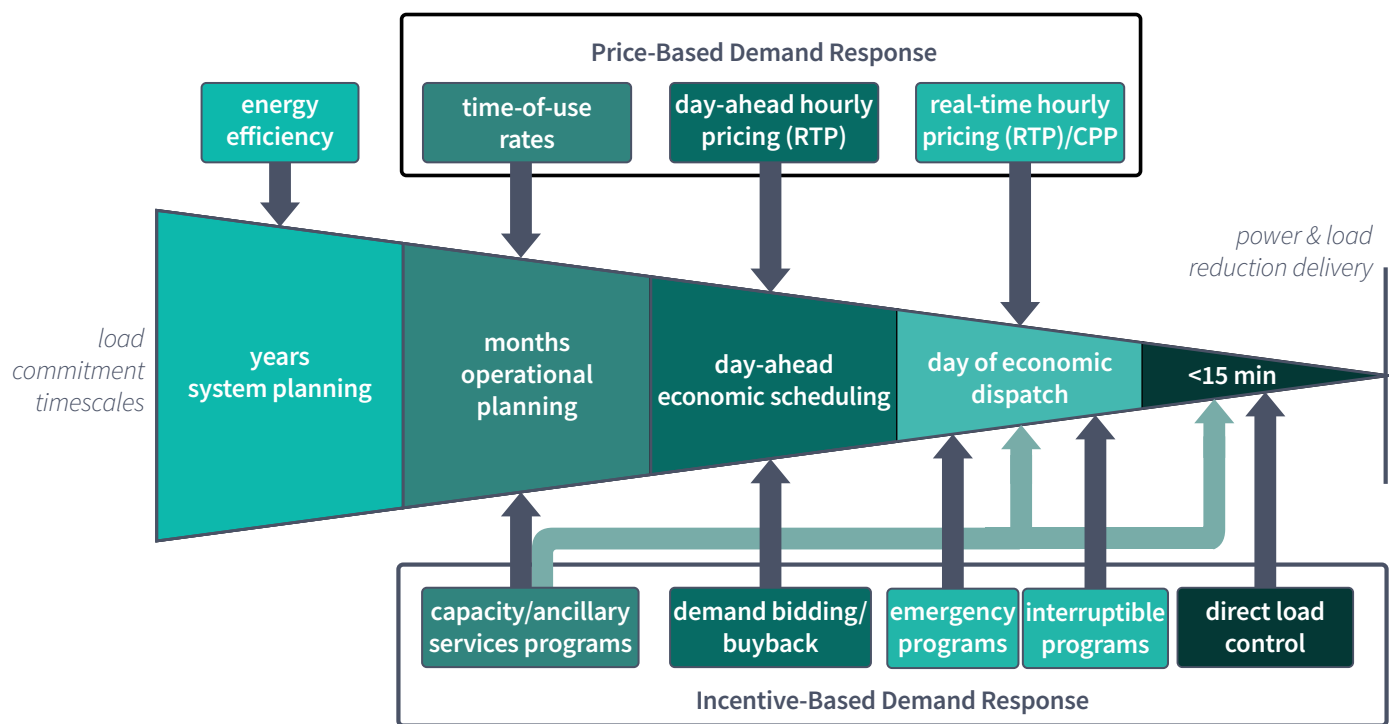 Price-Based Demand Response
energy
efficiency
time-of-use
rates
day-ahead hourly
pricing (RTP)
real-time hourly
pricing (RTP)/CPP
power & load
reduction delivery
load
commitment
timescales
years
system planning
months
operational
planning
day-ahead
economic scheduling
day of economic
dispatch
<15 min
capacity/ancillary
services programs
demand bidding/
buyback
emergency
programs
interruptible
programs
direct load
control
Incentive-Based Demand Response